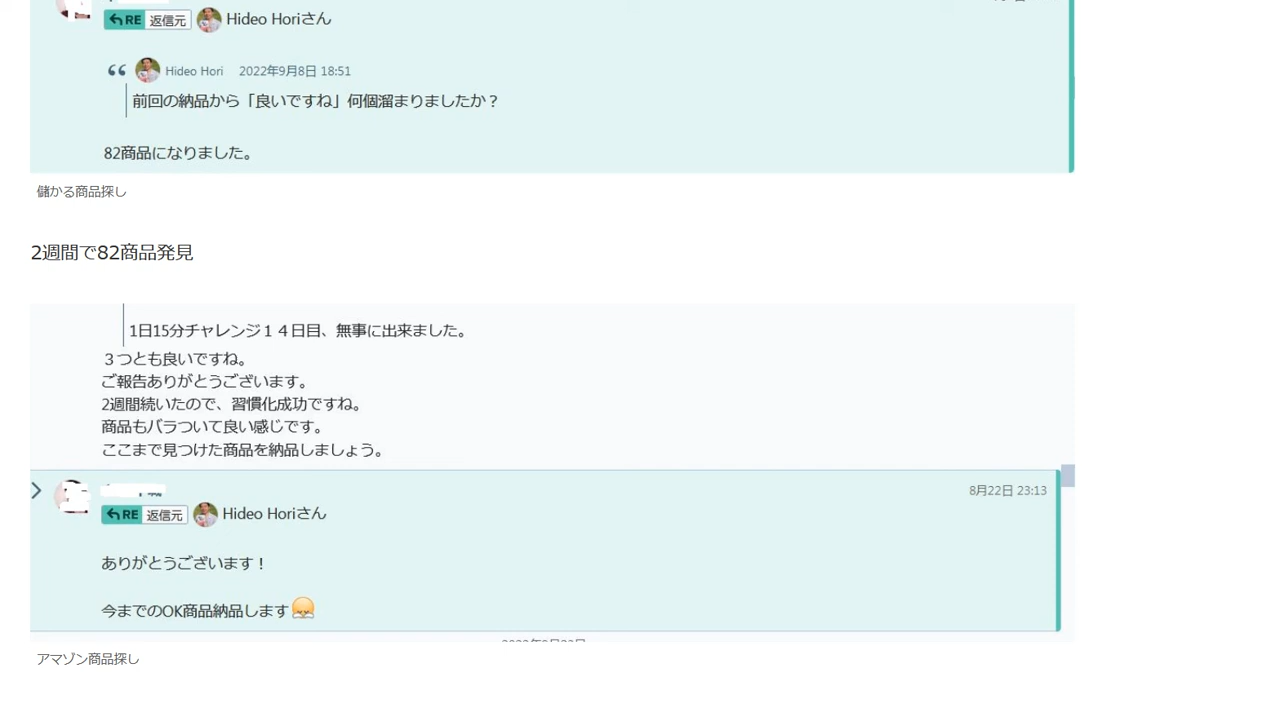 RE 返信元 Hideo Horiさん
Hideo Hori 2022年9月8日 18:51
前回の納品から「良いですね」何個溜まりましたか？
82商品になりました。
儲かる商品探し
2週間で82商品発見
1日15分チャレンジ１４日目、無事に出来ました。
３つとも良いですね。
ご報告ありがとうございます。
2週間続いたので、習慣化成功ですね。
商品もバラついて良い感じです。
ここまで見つけた商品を納品しましょう。
8月22日 23:13
RE 返信元 Hideo Horiさん
ありがとうございます！
今までのOK商品納品します
アマゾン商品探し